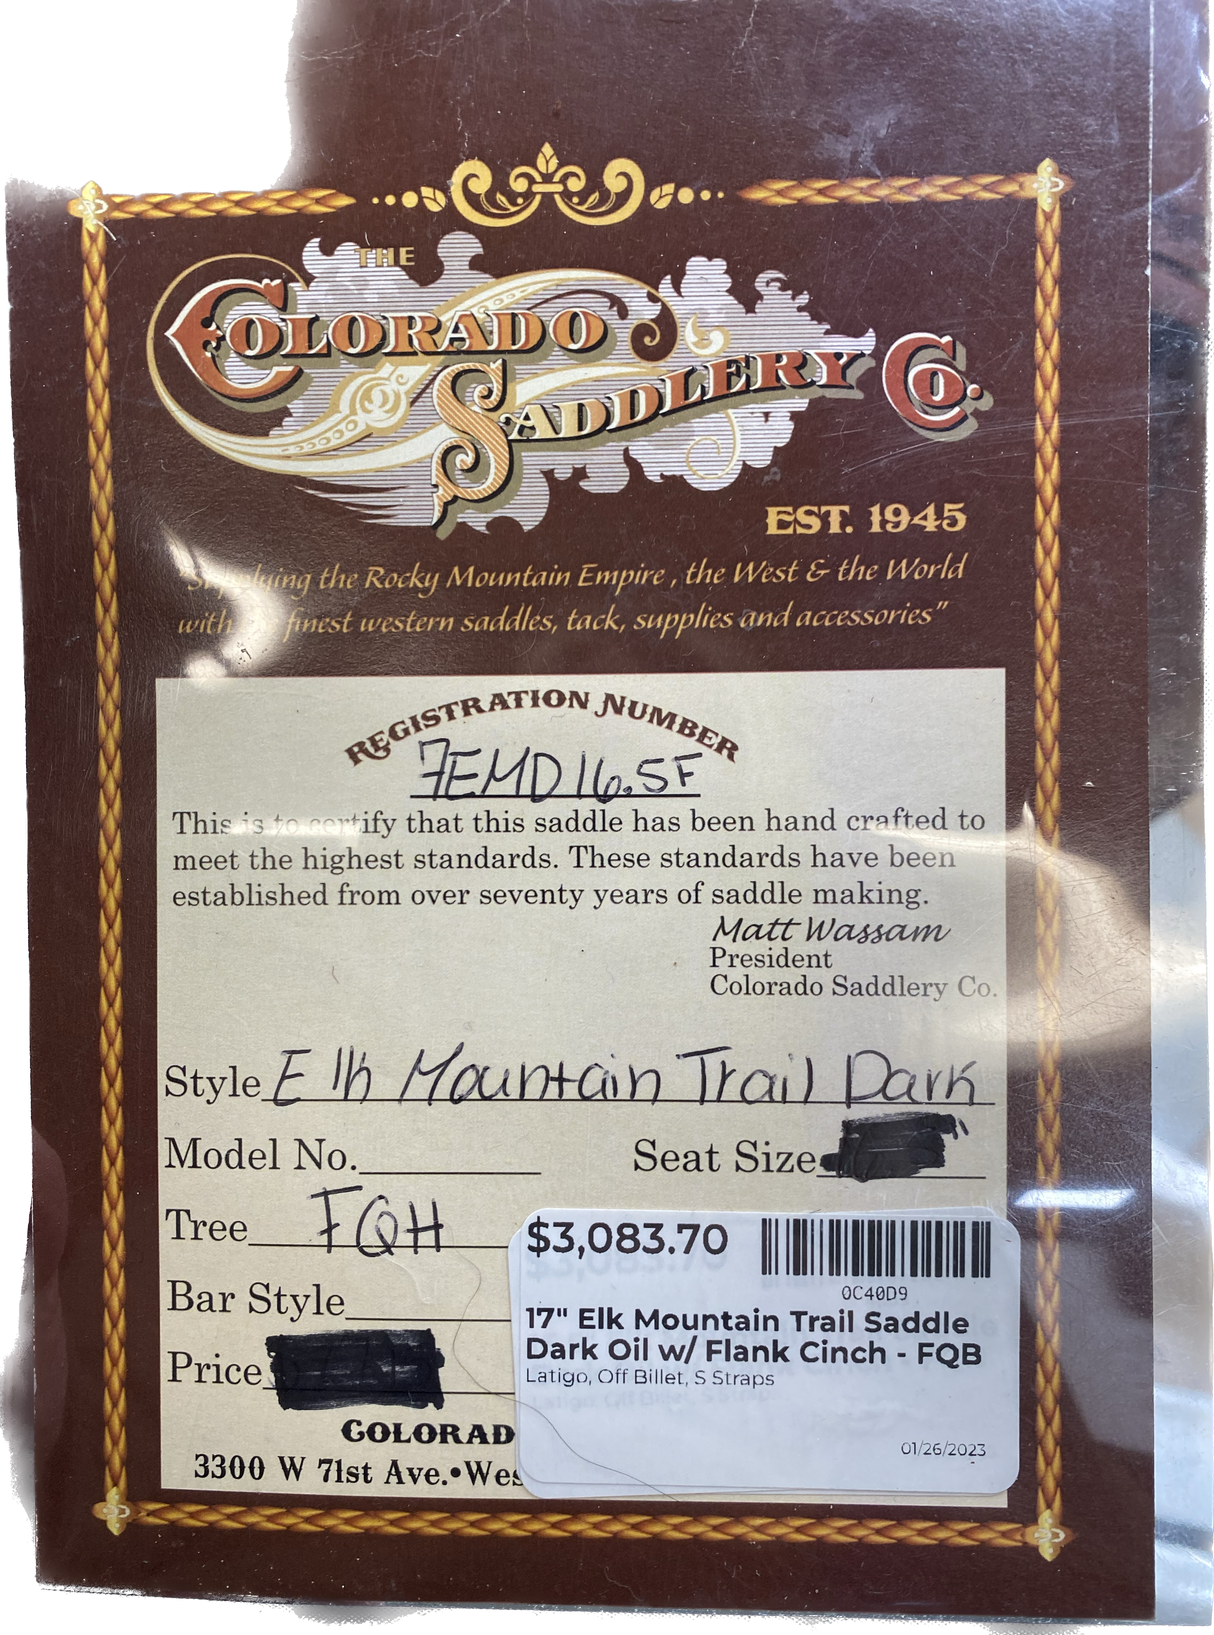 THE
COLORADO
SADDLERY CO.
EST. 1945
"Supplying the Rocky Mountain Empire, the West & the World
with finest western saddles, tack, supplies and accessories"
REGISTRATION NUMBER
7EMD16.5F
This is to certify that this saddle has been hand crafted to
meet the highest standards. These standards have been
established from over seventy years of saddle making.
Matt Wassam
President
Colorado Saddlery Co.
Style Elk Mountain Trail Dark
Model No.
Seat Size
Tree FQH
Bar Style
Price
$3,083.70
0C40D9
17" Elk Mountain Trail Saddle
Dark Oil w/ Flank Cinch - FQB
Latigo, Off Billet, S Straps
01/26/2023
COLORAD
3300 W 71st Ave.•Wes